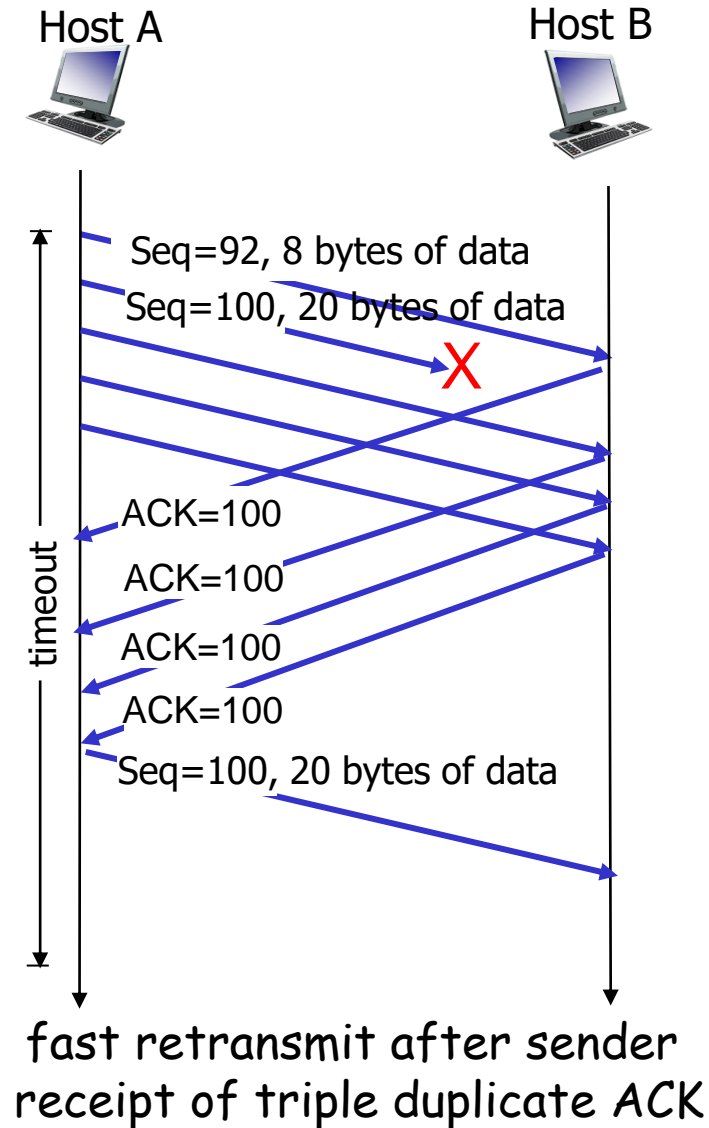 Host A
Host B
Seq=92, 8 bytes of data
Seq=100, 20 bytes of data
X
ACK=100
timeout
ACK=100
ACK=100
ACK=100
Seq=100, 20 bytes of data
fast retransmit after sender
receipt of triple duplicate ACK